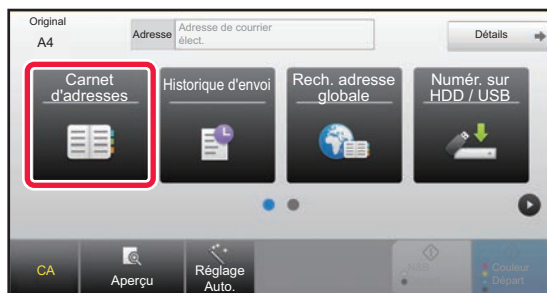 Original
A4
Adresse
Adresse de courrier
élect.
Détails
Carnet
d'adresses
Historique d'envoi
Rech. adresse
globale
Numér. sur
HDD / USB
CA
Aperçu
Réglage
Auto.
N&B
Départ
Couleur
Départ